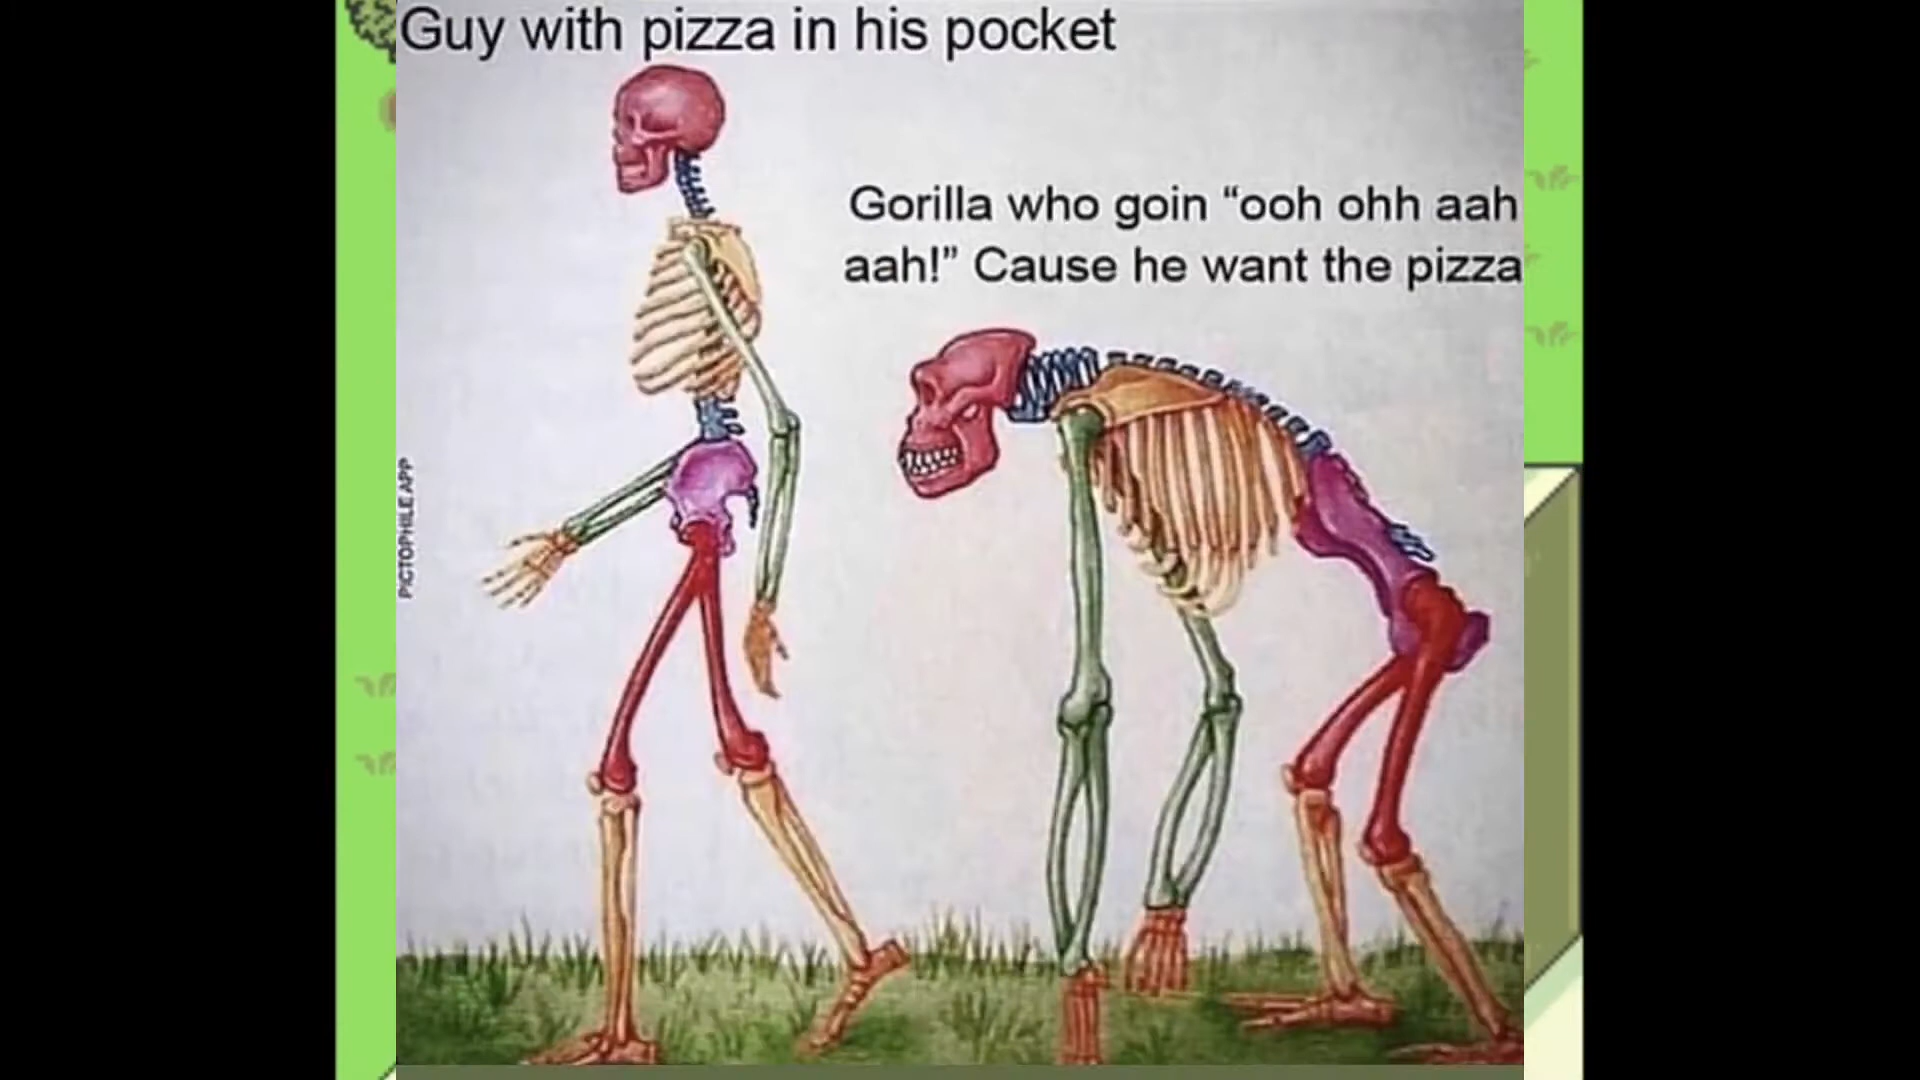 Guy with pizza in his pocket
Gorilla who goin “ooh ohh aah
aah!” Cause he want the pizza
PICTOPHILE APP